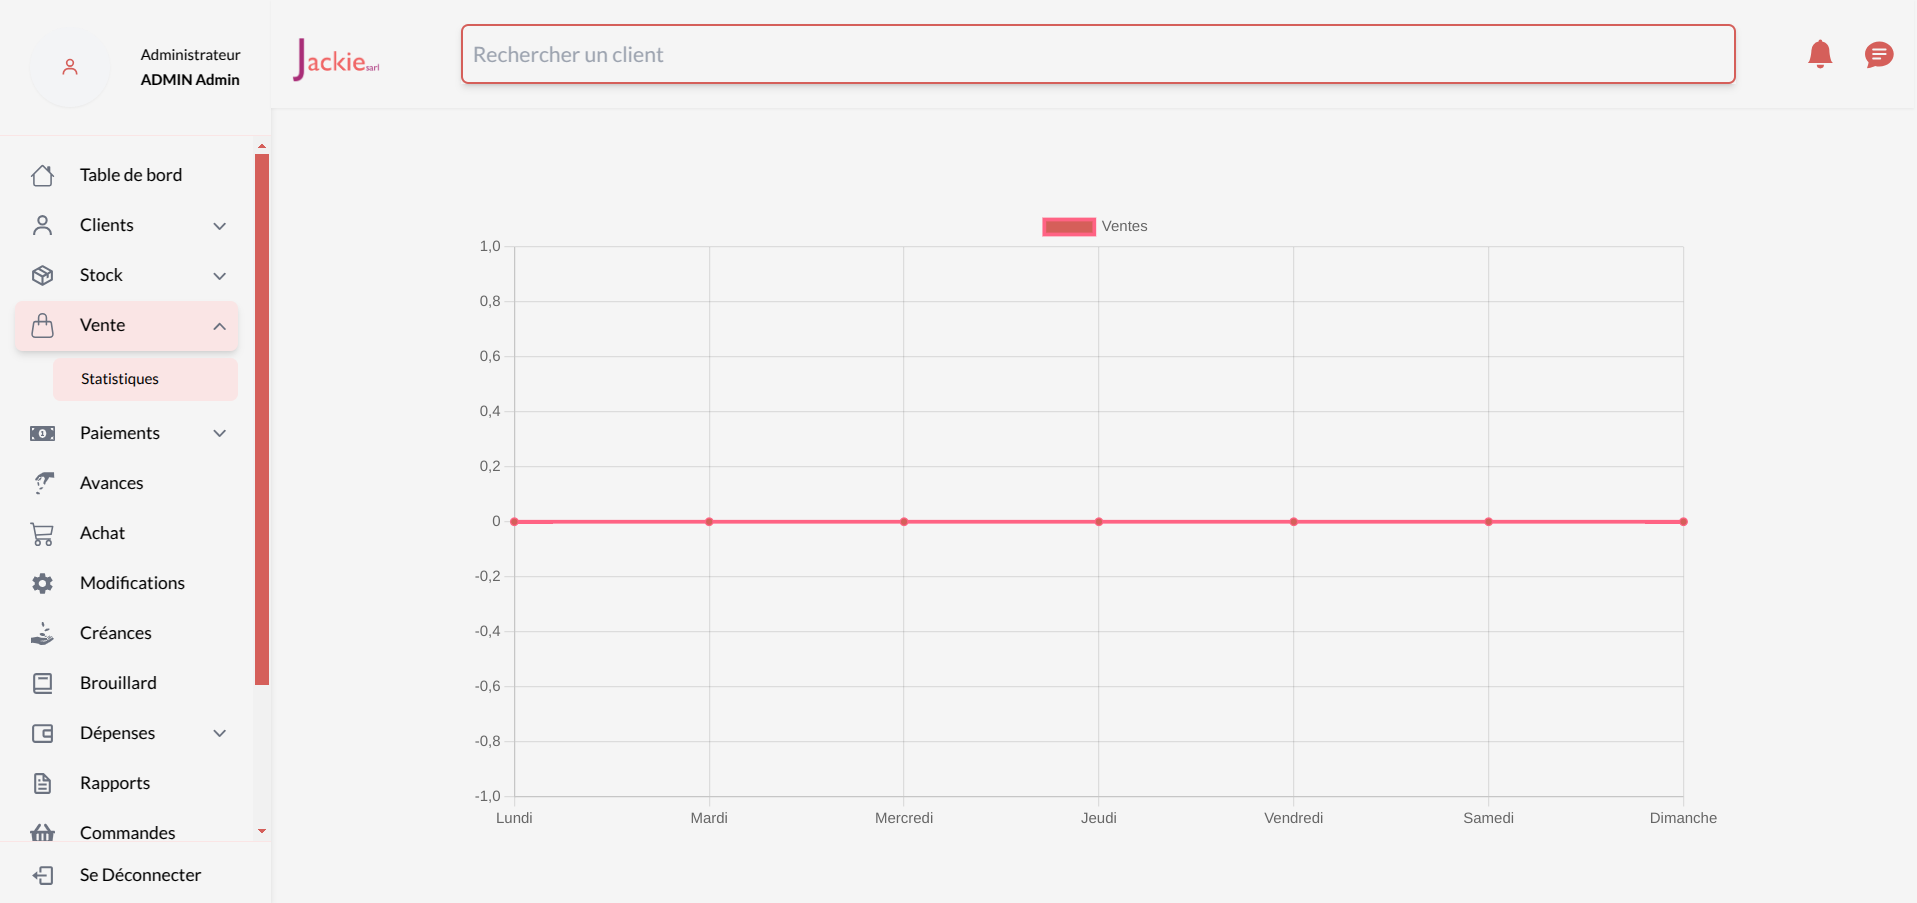 Administrateur
ADMIN Admin
Jackie sarl
Rechercher un client
Table de bord
Clients
Stock
Vente
Statistiques
Paiements
Avances
Achat
Modifications
Créances
Brouillard
Dépenses
Rapports
Commandes
Se Déconnecter
Ventes
1,0
0,8
0,6
0,4
0,2
0
-0,2
-0,4
-0,6
-0,8
-1,0
Lundi Mardi Mercredi Jeudi Vendredi Samedi Dimanche